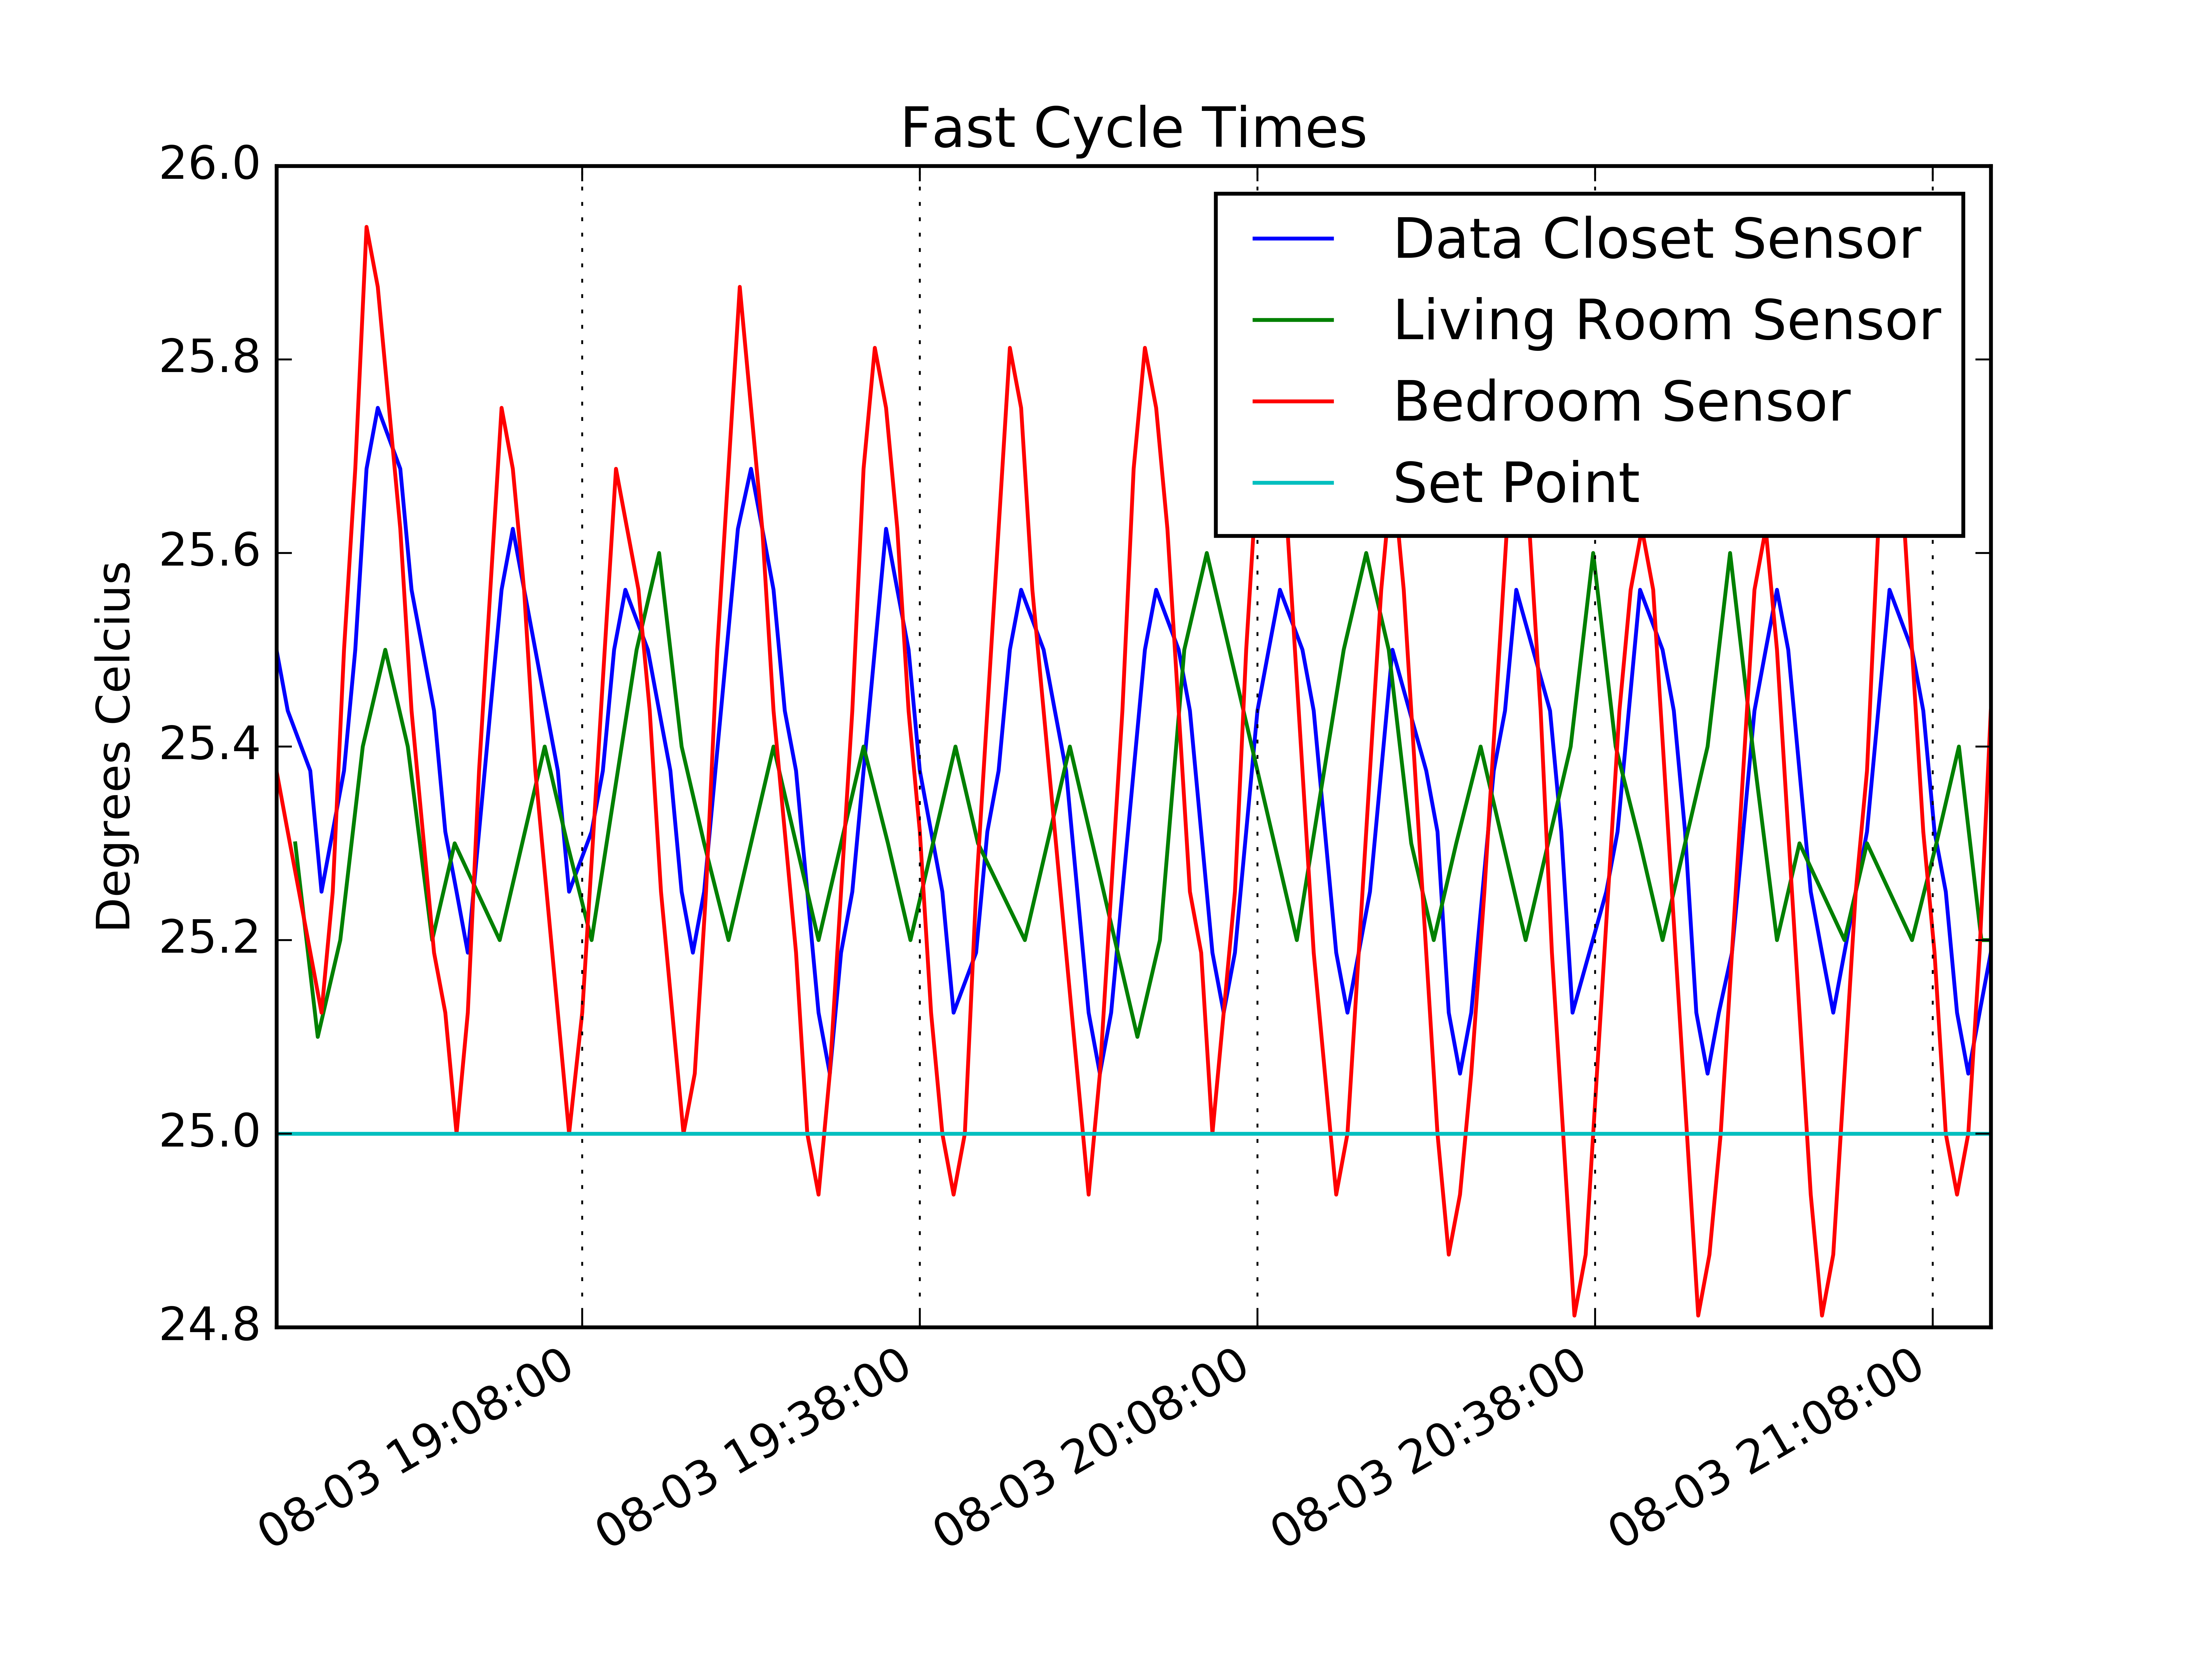 Fast Cycle Times
26.0
25.8
25.6
25.4
25.2
25.0
24.8
Degrees Celcius
Data Closet Sensor
Living Room Sensor
Bedroom Sensor
Set Point
08-03 19:08:00
08-03 19:38:00
08-03 20:08:00
08-03 20:38:00
08-03 21:08:00